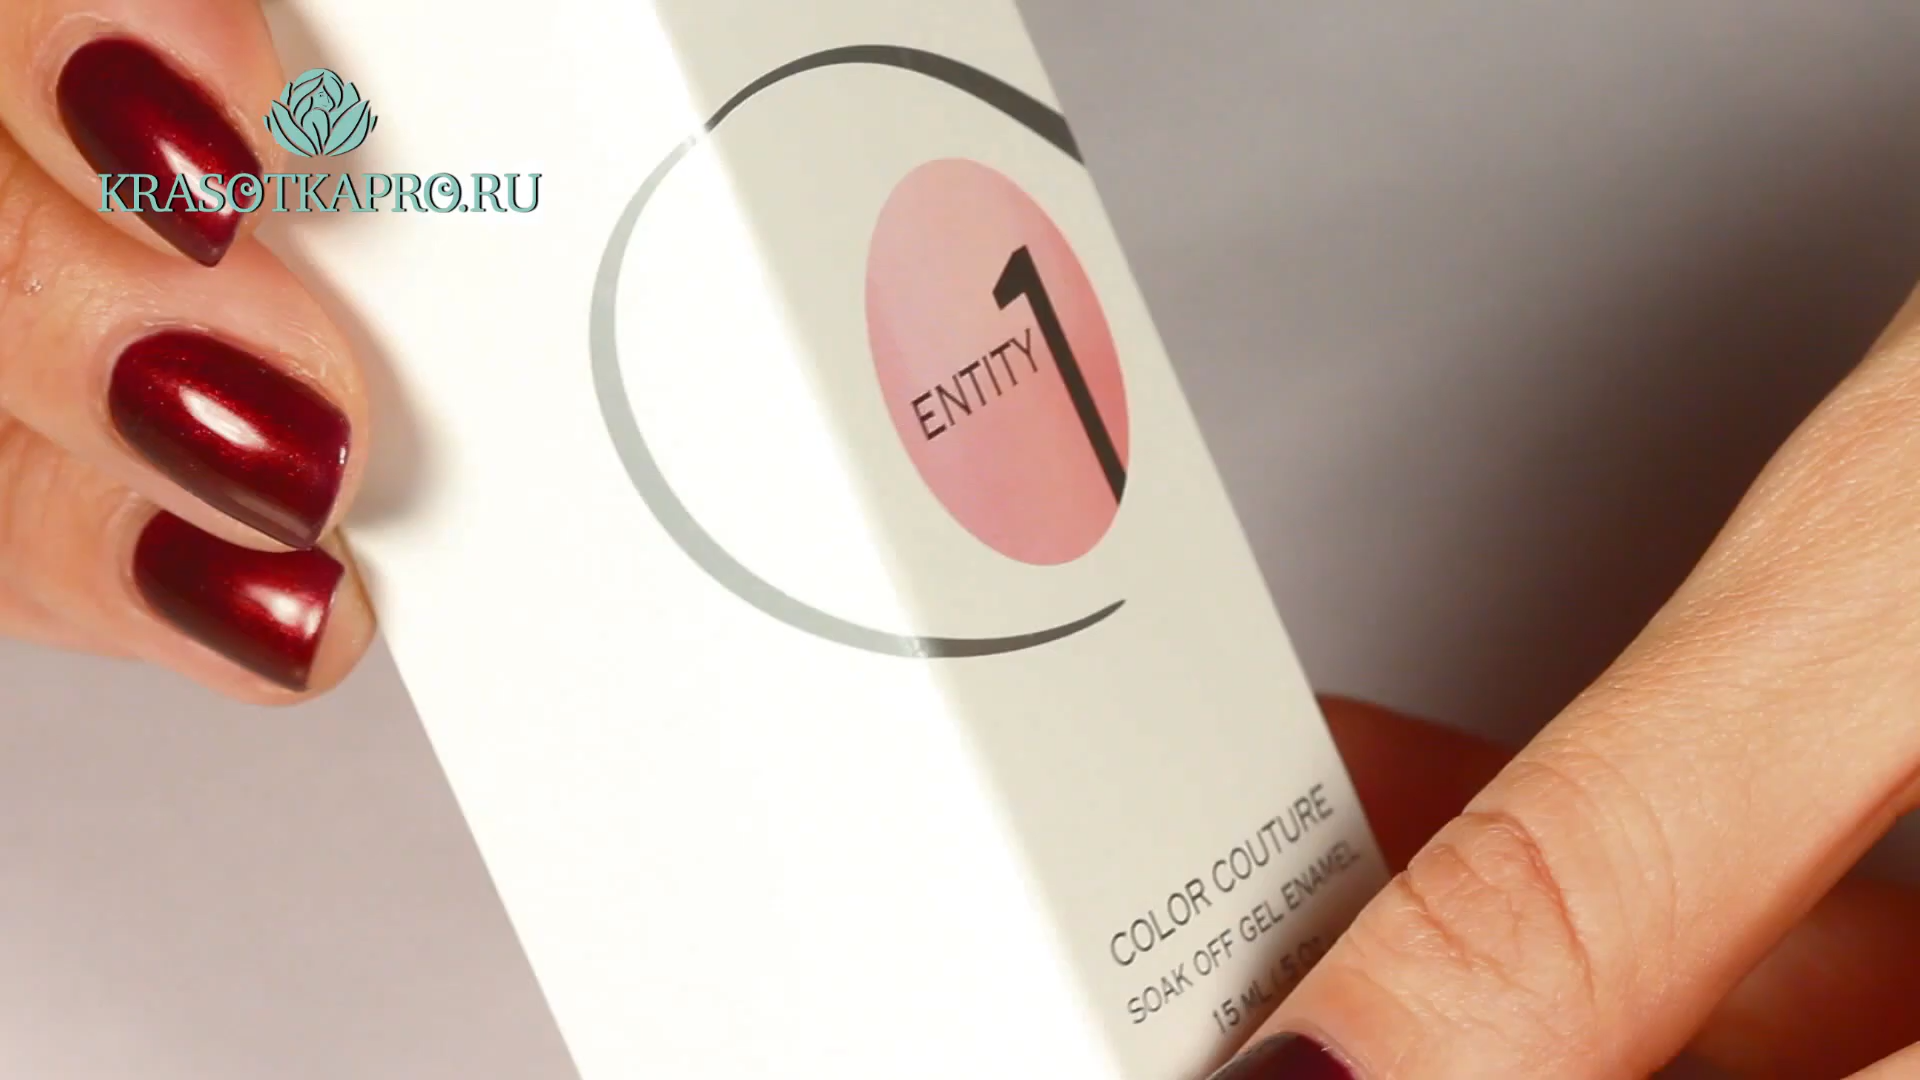 KRASOTKAPRO.RU
ENTITY 1
COLOR COUTURE
SOAK OFF GEL ENAMEL
15 ML / .5 Oz